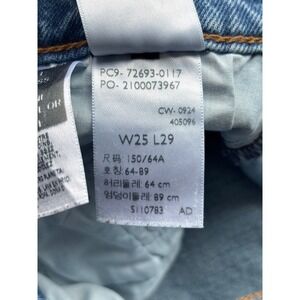 PC9- 72693-0117
PO- 2100073967
CW- 0924
405096
W25 L29
尺码: 150/64A
호칭: 64-89
허리둘레: 64 cm
엉덩이둘레: 89 cm
S110783 AD